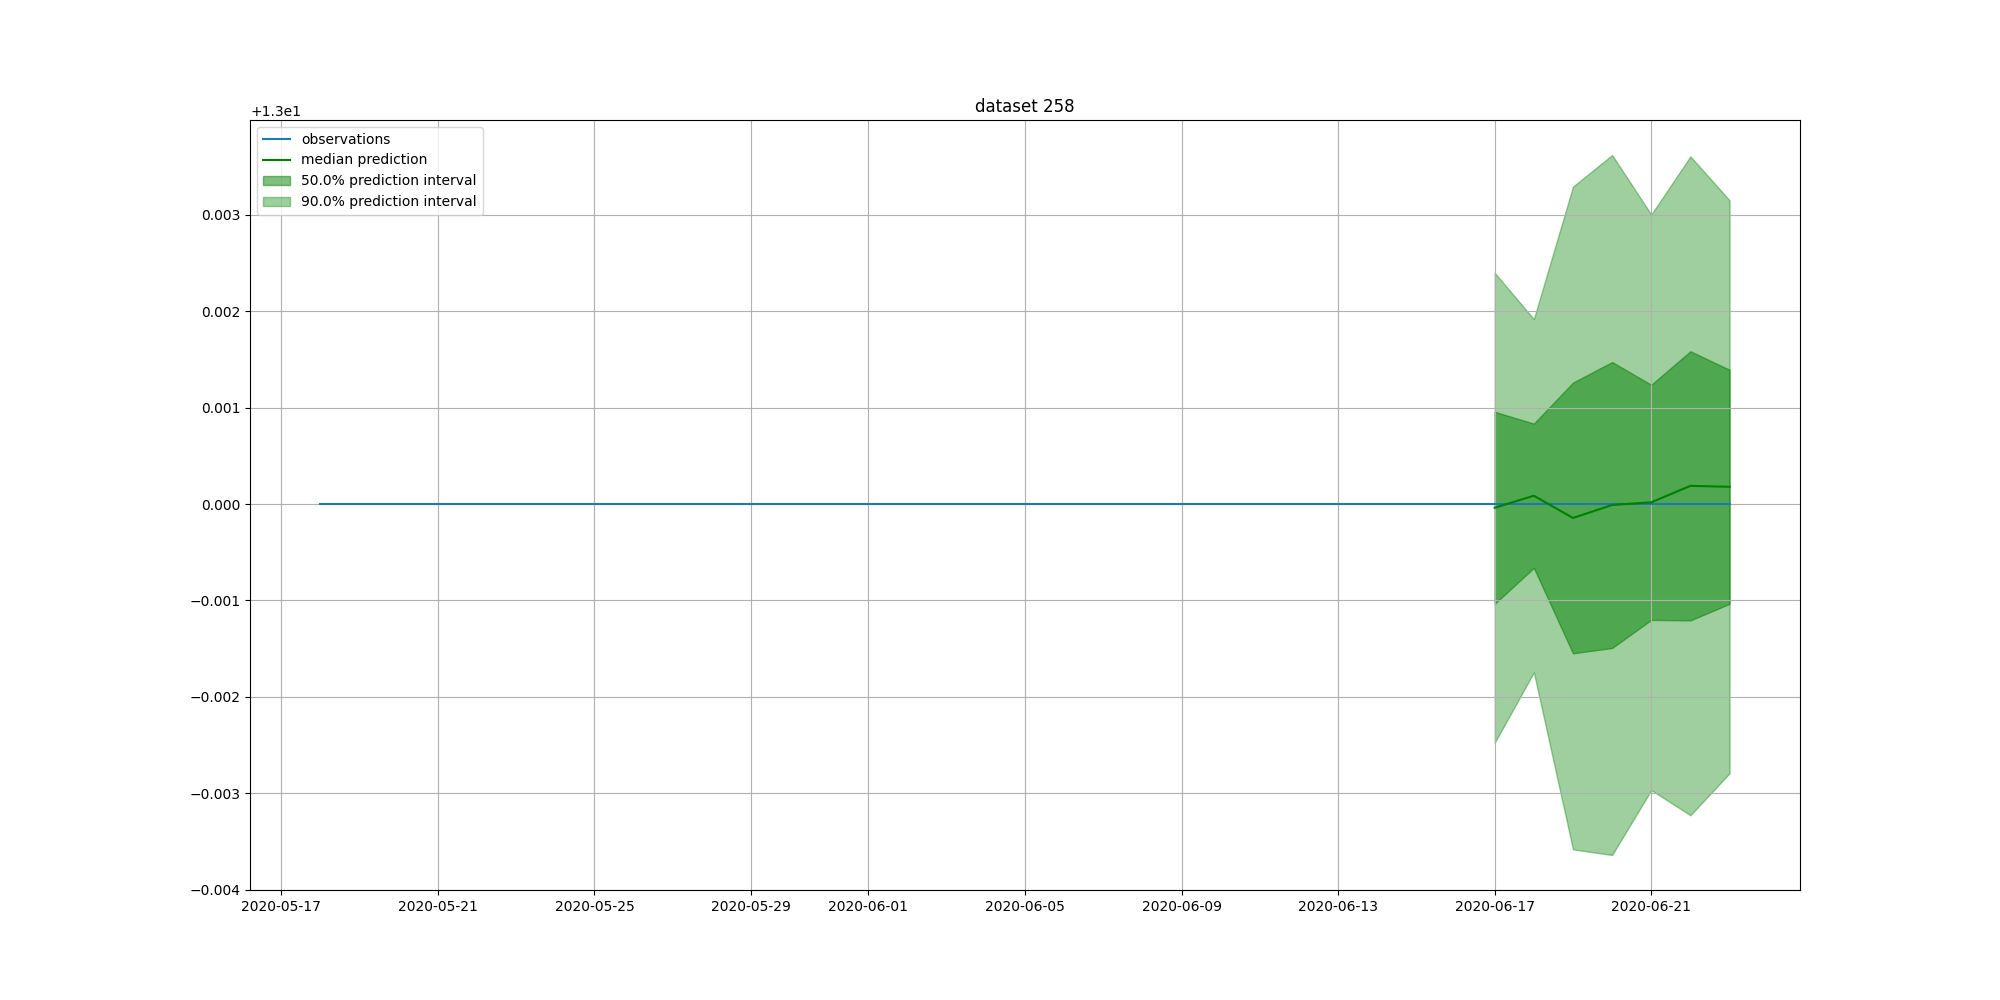 dataset 258
+1.3e1
observations
median prediction
50.0% prediction interval
90.0% prediction interval
0.003
0.002
0.001
0.000
−0.001
−0.002
−0.003
−0.004
2020-05-17 2020-05-21 2020-05-25 2020-05-29 2020-06-01 2020-06-05 2020-06-09 2020-06-13 2020-06-17 2020-06-21